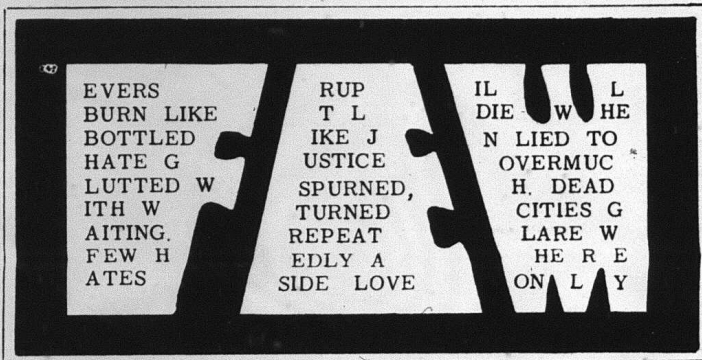 EVERS
BURN LIKE
BOTTLED
HATE G
LUTTED W
ITH W
AITING.
FEW H
ATES
RUP
T L
IKE J
USTICE
SPURNED,
TURNED
REPEAT
EDLY A
SIDE LOVE
IL L
DIE W HE
N LIED TO
OVERMUC
H. DEAD
CITIES G
LARE W
HE R E
ON L Y